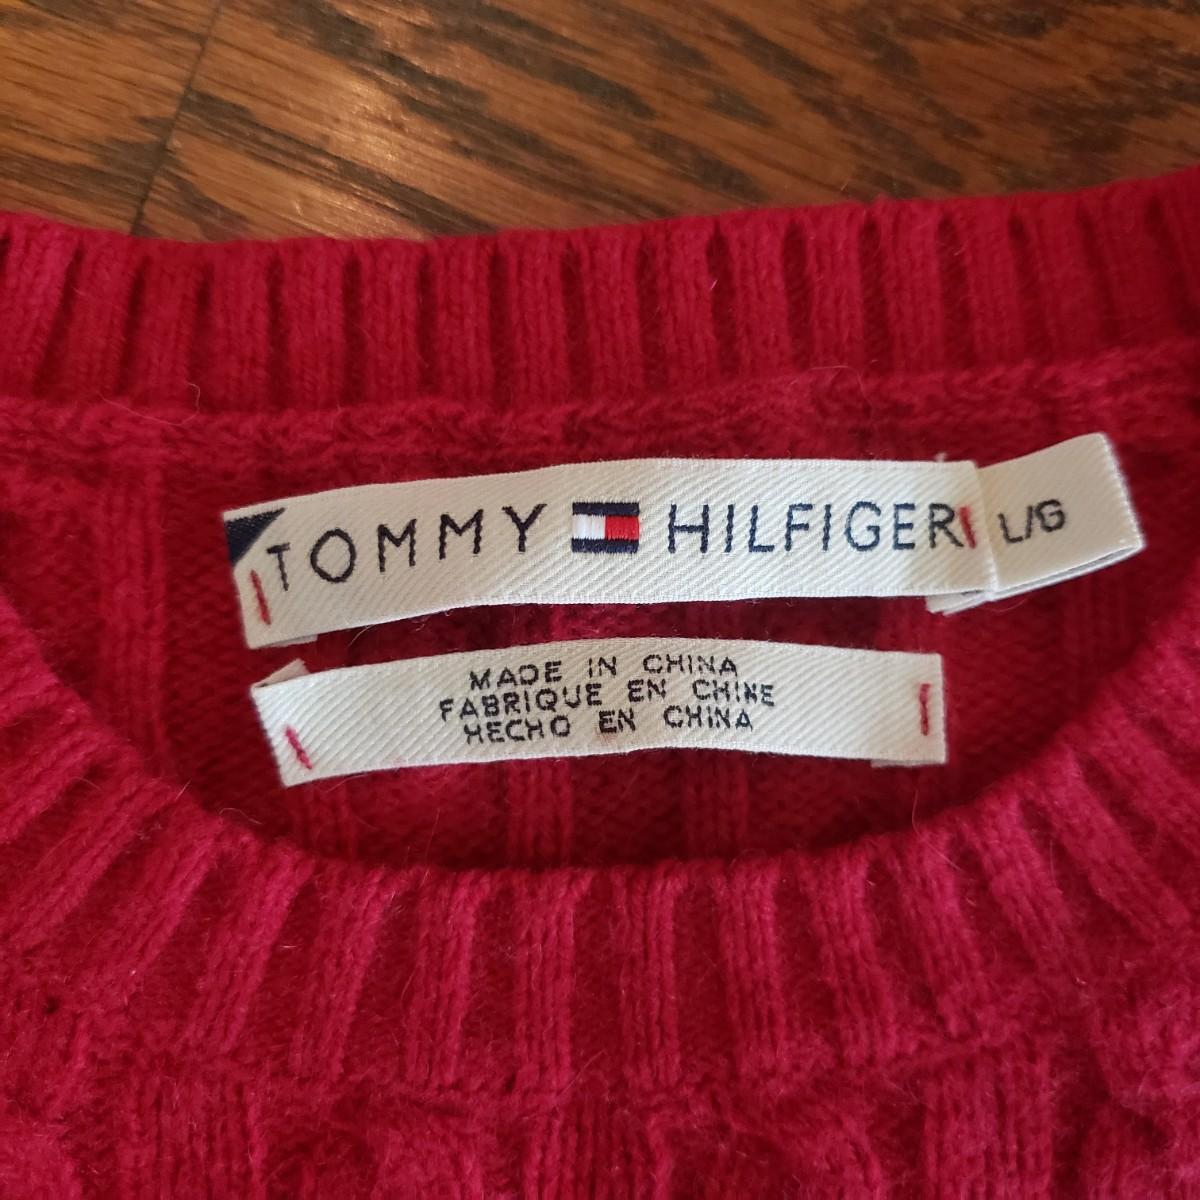 TOMMY HILFIGER
L/G
MADE IN CHINA
FABRIQUE EN CHINE
HECHO EN CHINA